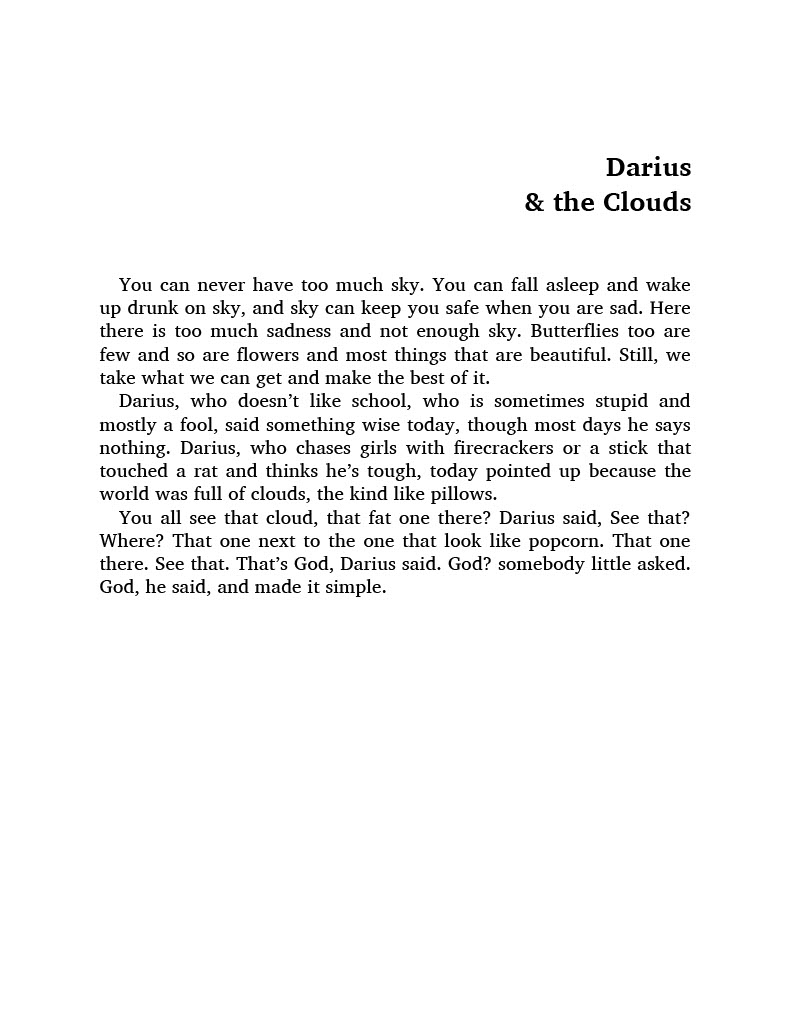 Darius
& the Clouds
You can never have too much sky. You can fall asleep and wake
up drunk on sky, and sky can keep you safe when you are sad. Here
there is too much sadness and not enough sky. Butterflies too are
few and so are flowers and most things that are beautiful. Still, we
take what we can get and make the best of it.
Darius, who doesn’t like school, who is sometimes stupid and
mostly a fool, said something wise today, though most days he says
nothing. Darius, who chases girls with firecrackers or a stick that
touched a rat and thinks he’s tough, today pointed up because the
world was full of clouds, the kind like pillows.
You all see that cloud, that fat one there? Darius said, See that?
Where? That one next to the one that look like popcorn. That one
there. See that. That’s God, Darius said. God? somebody little asked.
God, he said, and made it simple.